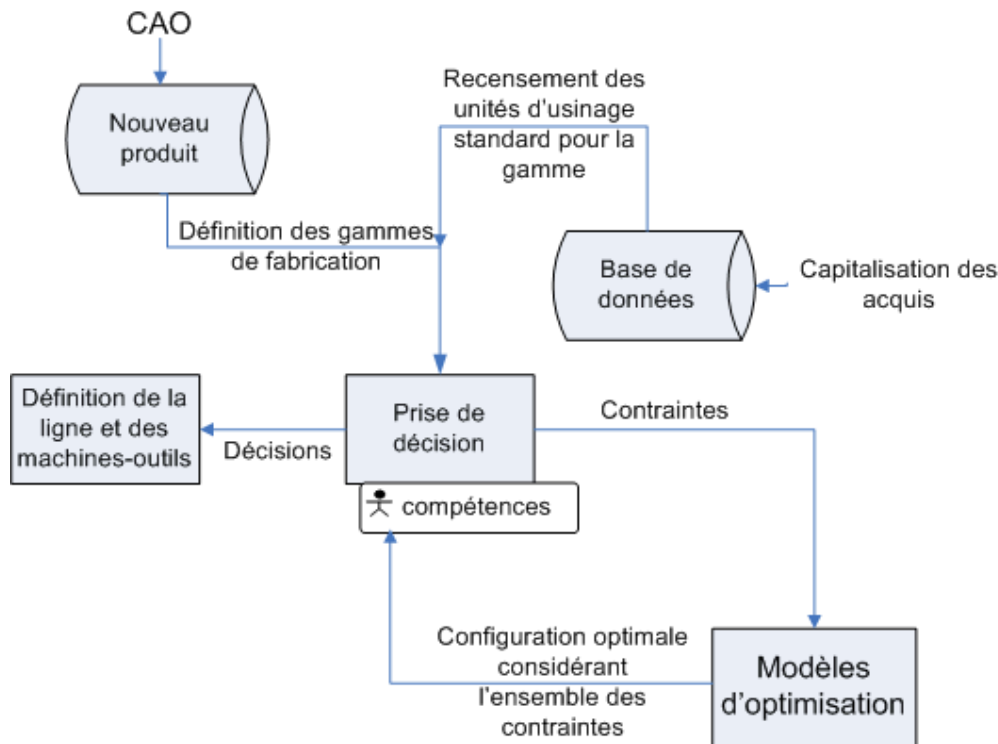 CAO
Nouveau
produit
Recensement des
unités d'usinage
standard pour la
gamme
Définition des gammes
de fabrication
Base de
données
Capitalisation des
acquis
Définition de la
ligne et des
machines-outils
Décisions
Prise de
décision
compétences
Contraintes
Configuration optimale
considérant
l'ensemble des
contraintes
Modèles
d'optimisation